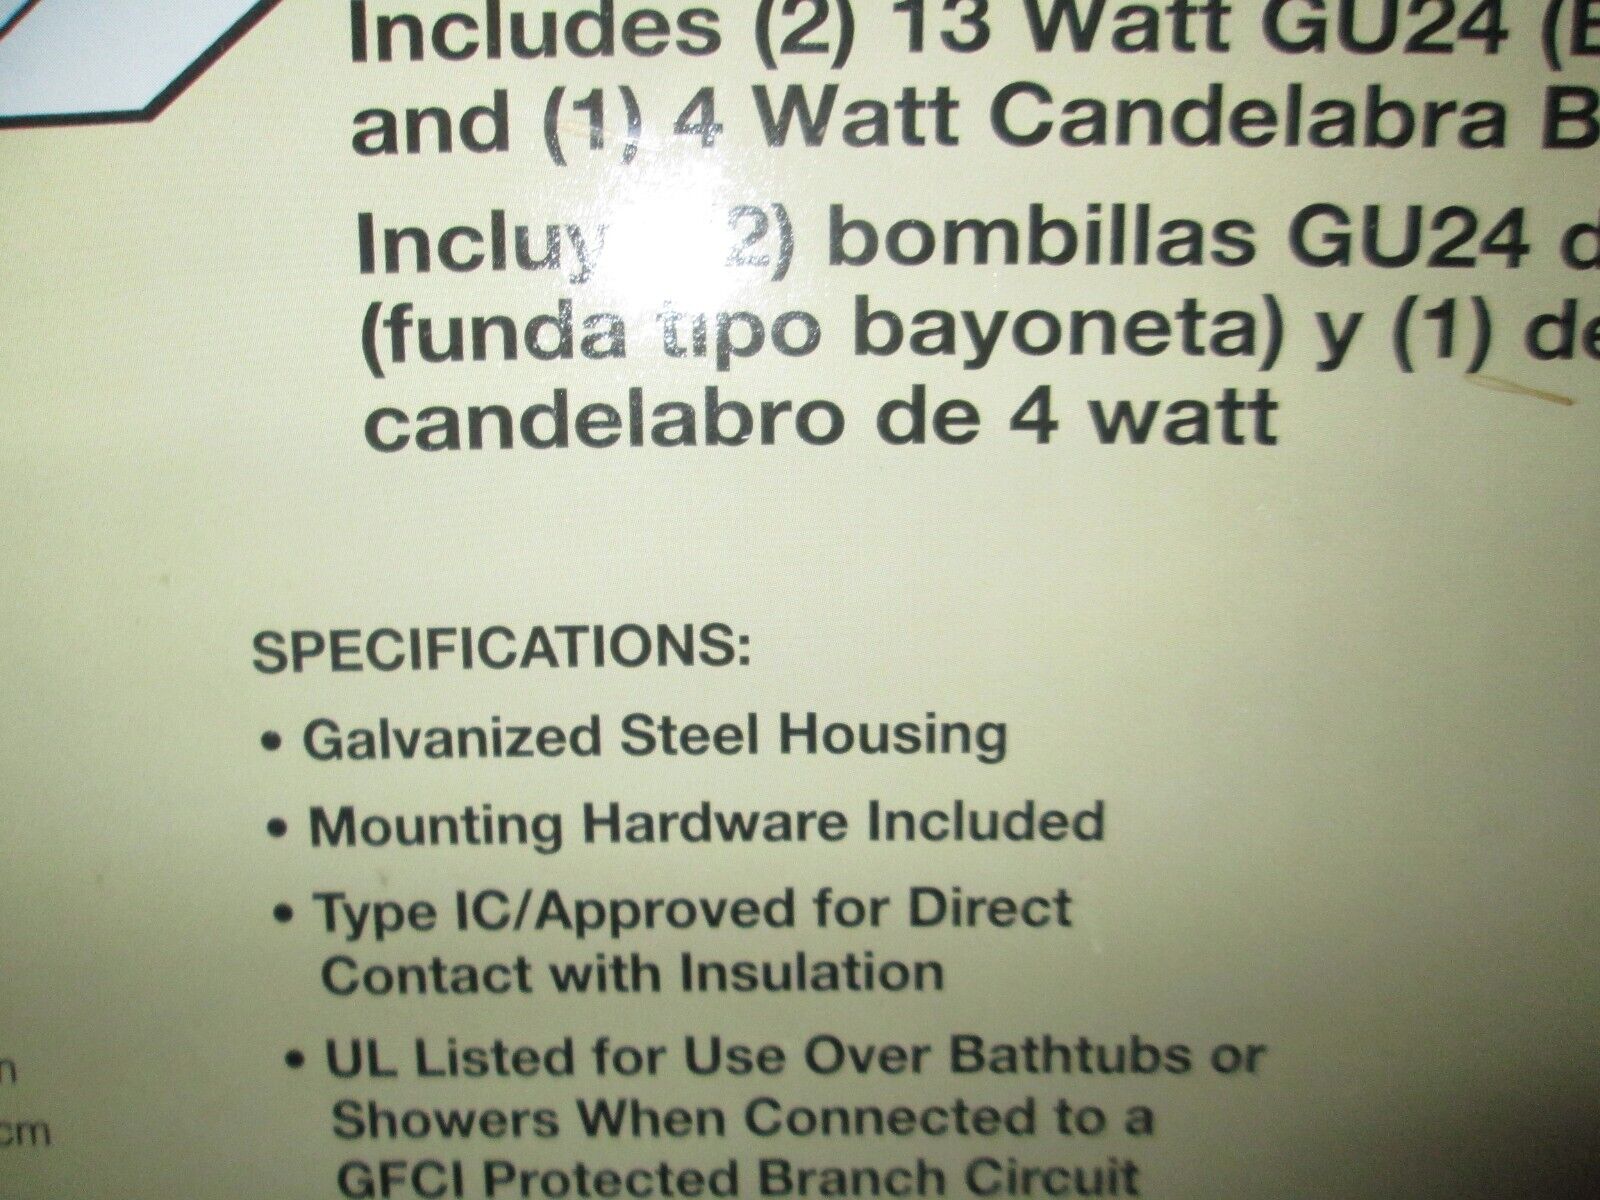 Includes (2) 13 Watt GU24 (
and (1) 4 Watt Candelabra B
(2) bombillas GU24 d
(funda tipo bayoneta) y (1) de
candelabro de 4 watt
SPECIFICATIONS:
• Galvanized Steel Housing
• Mounting Hardware Included
• Type IC/Approved for Direct
Contact with Insulation
• UL Listed for Use Over Bathtubs or
Showers When Connected to a
GFCI Protected Branch Circuit
n
cm